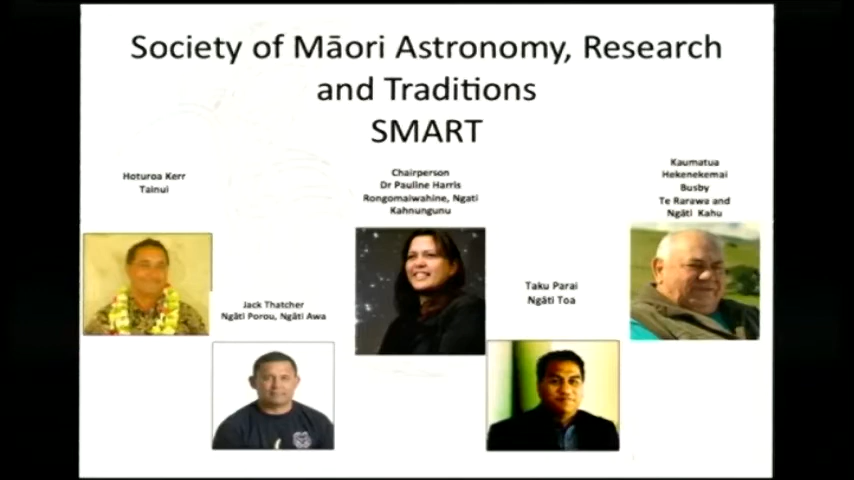 Society of Māori Astronomy, Research
and Traditions
SMART
Hoturoa Kerr
Tainui
Jack Thatcher
Ngāti Porou, Ngāti Awa
Chairperson
Dr Pauline Harris
Rongomaiwahine, Ngati
Kahnungunu
Taku Parai
Ngāti Toa
Kaumatua
Hekenekemai
Busby
Te Rarawa and
Ngāti Kahu